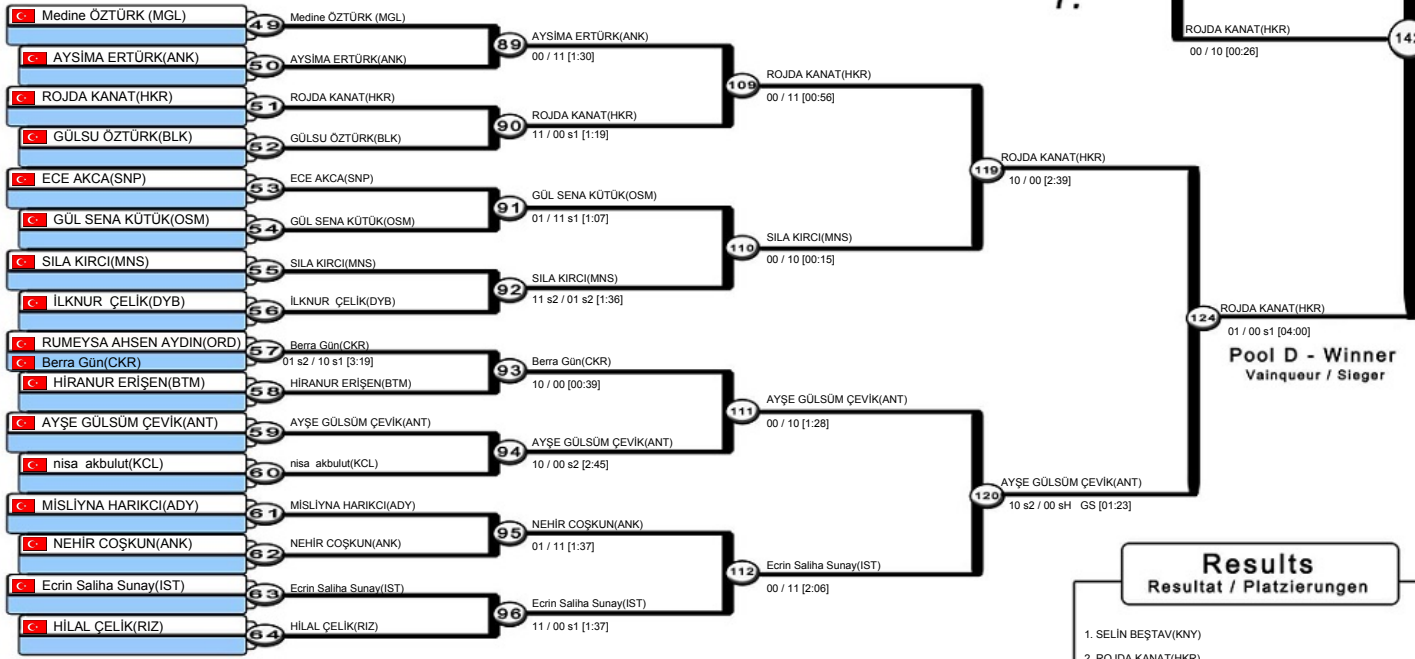 Medine ÖZTÜRK (MGL)
AYSİMA ERTÜRK(ANK)
ROJDA KANAT(HKR)
GÜLSU ÖZTÜRK(BLK)
ECE AKCA(SNP)
GÜL SENA KÜTÜK(OSM)
SILA KIRCI(MNS)
İLKNUR ÇELİK(DYB)
RUMEYSA AHSEN AYDIN(ORD)
Berra Gün(CKR)
HİRANUR ERİŞEN(BTM)
AYŞE GÜLSÜM ÇEVİK(ANT)
nisa akbulut(KCL)
MİSLİYNA HARIKCI(ADY)
NEHİR COŞKUN(ANK)
Ecrin Saliha Sunay(IST)
HİLAL ÇELİK(RIZ)
49 Medine ÖZTÜRK (MGL)
50 AYSİMA ERTÜRK(ANK)
51 ROJDA KANAT(HKR)
52 GÜLSU ÖZTÜRK(BLK)
53 ECE AKCA(SNP)
54 GÜL SENA KÜTÜK(OSM)
55 SILA KIRCI(MNS)
56 İLKNUR ÇELİK(DYB)
57 Berra Gün(CKR)
01 s2 / 10 s1 [3:19]
58 HİRANUR ERİŞEN(BTM)
59 AYŞE GÜLSÜM ÇEVİK(ANT)
60 nisa akbulut(KCL)
61 MİSLİYNA HARIKCI(ADY)
62 NEHİR COŞKUN(ANK)
63 Ecrin Saliha Sunay(IST)
64 HİLAL ÇELİK(RIZ)
89 AYSİMA ERTÜRK(ANK)
00 / 11 [1:30]
90 ROJDA KANAT(HKR)
11 / 00 s1 [1:19]
91 GÜL SENA KÜTÜK(OSM)
01 / 11 s1 [1:07]
92 SILA KIRCI(MNS)
11 s2 / 01 s2 [1:36]
93 Berra Gün(CKR)
10 / 00 [00:39]
94 AYŞE GÜLSÜM ÇEVİK(ANT)
10 / 00 s2 [2:45]
95 NEHİR COŞKUN(ANK)
01 / 11 [1:37]
96 Ecrin Saliha Sunay(IST)
11 / 00 s1 [1:37]
109 ROJDA KANAT(HKR)
00 / 11 [00:56]
110 SILA KIRCI(MNS)
00 / 10 [00:15]
111 AYŞE GÜLSÜM ÇEVİK(ANT)
00 / 10 [1:28]
112 Ecrin Saliha Sunay(IST)
00 / 11 [2:06]
119 ROJDA KANAT(HKR)
10 / 00 [2:39]
120 AYŞE GÜLSÜM ÇEVİK(ANT)
10 s2 / 00 sH GS [01:23]
ROJDA KANAT(HKR)
00 / 10 [00:26]
124 ROJDA KANAT(HKR)
01 / 00 s1 [04:00]
Pool D - Winner
Vainqueur / Sieger
Results
Resultat / Platzierungen
1. SELİN BEŞTAV(KNY)
2. ROJDA KANAT(HKR)